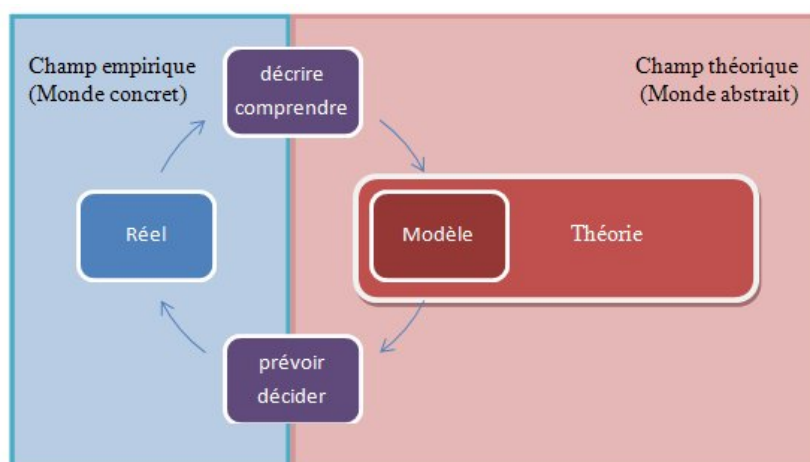 Champ empirique
(Monde concret)
décrire
comprendre
Champ théorique
(Monde abstrait)
Réel
Modèle
Théorie
prévoir
décider